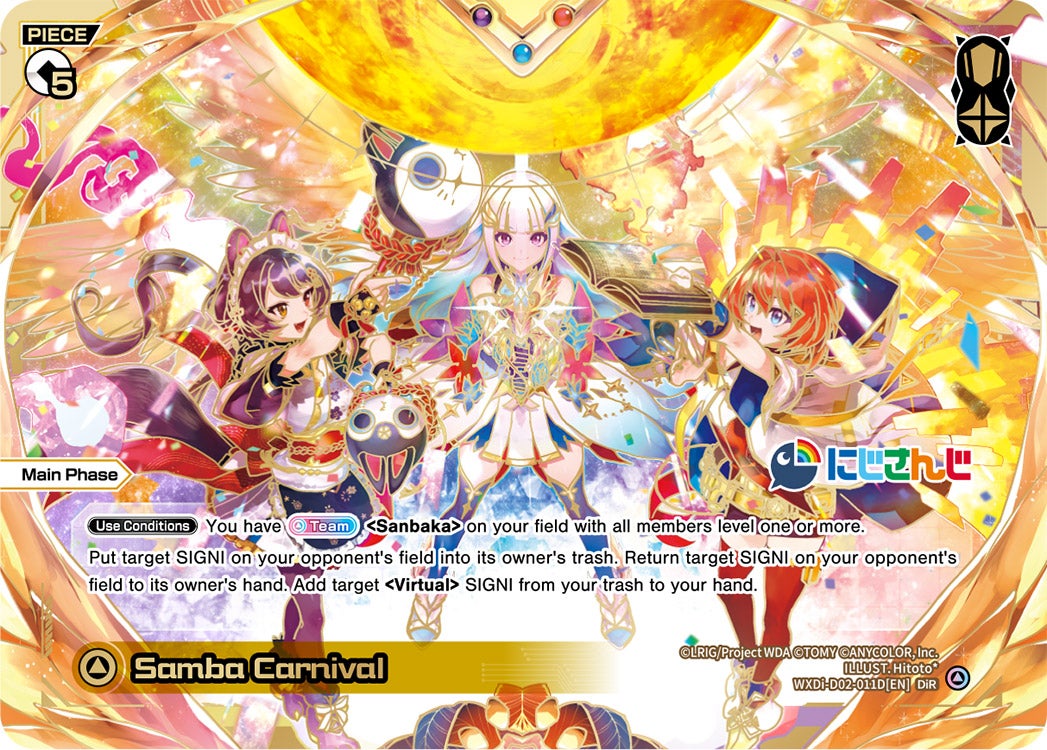 PIECE
5
Main Phase
にじさんじ
Use Conditions You have Team <Sanbaka> on your field with all members level one or more.
Put target SIGNI on your opponent's field into its owner's trash. Return target SIGNI on your opponent's
field to its owner's hand. Add target <Virtual> SIGNI from your trash to your hand.
Samba Carnival
©LRIG/Project WDA ©TOMY ©ANYCOLOR, Inc.
ILLUST. Hitoto*
WXDi-D02-011D[EN] DiR